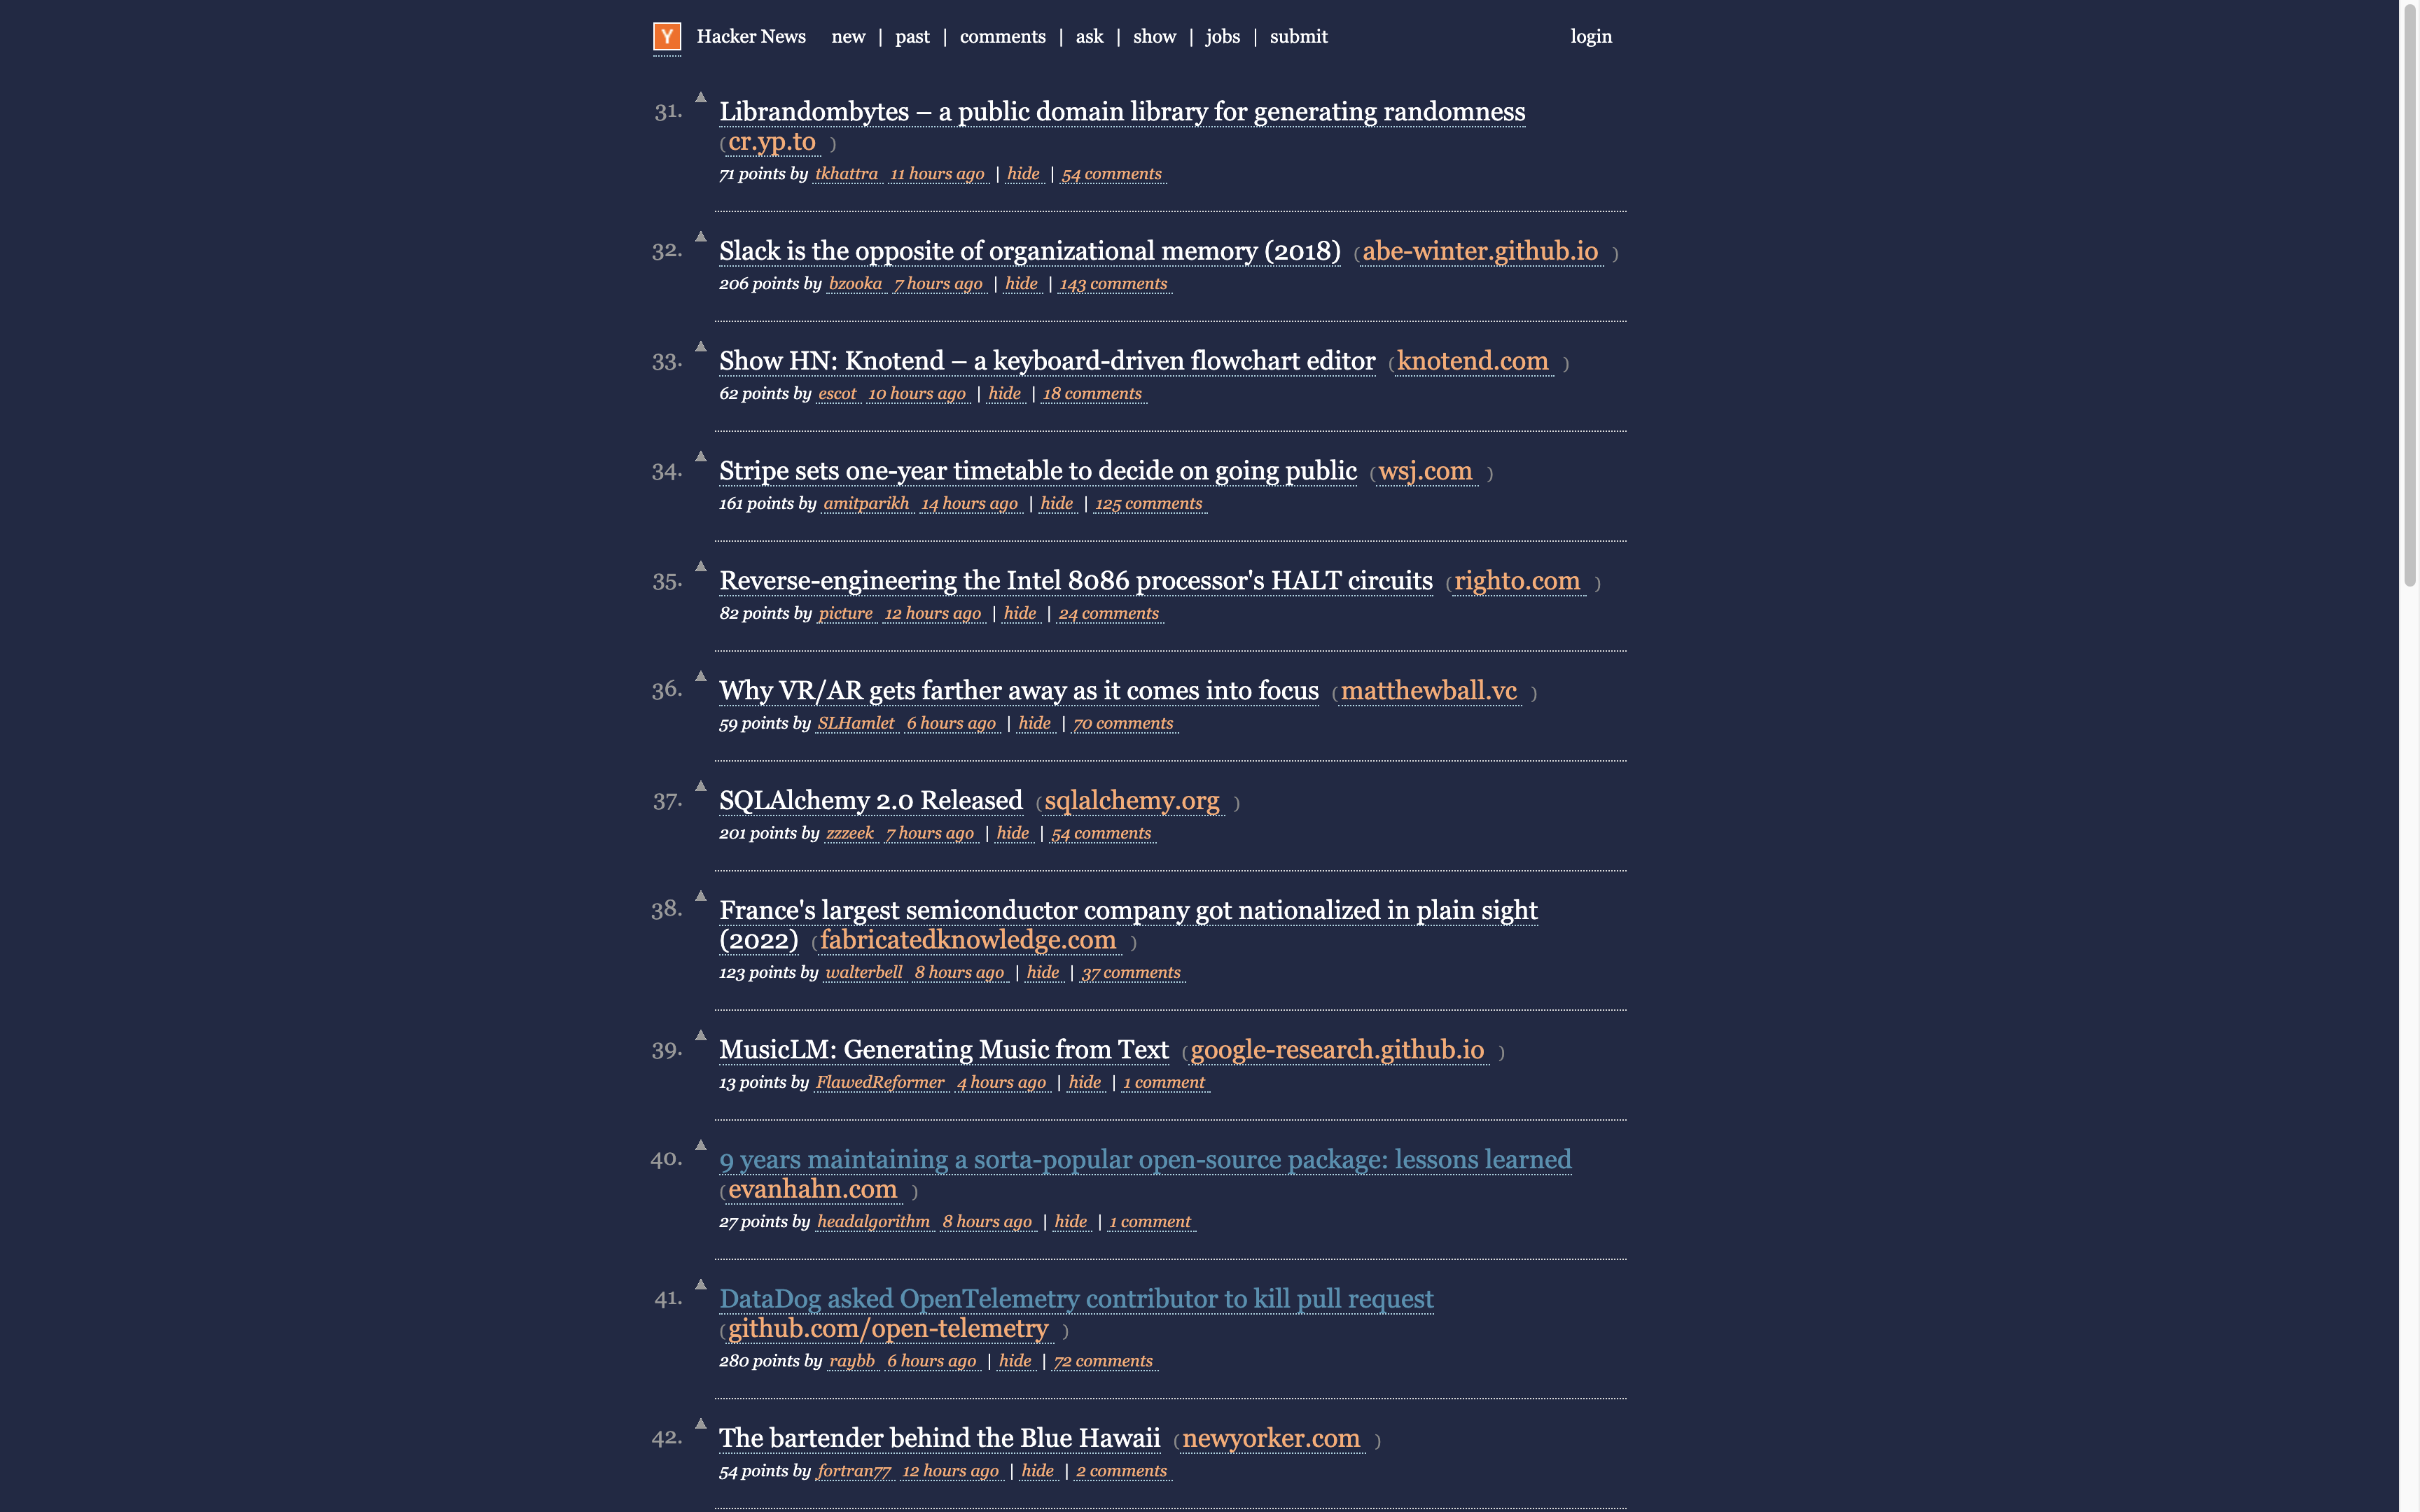 Y Hacker News new | past | comments | ask | show | jobs | submit login
31. ▲ Librandombytes – a public domain library for generating randomness
(cr.yp.to )
71 points by tkhattra 11 hours ago | hide | 54 comments
32. ▲ Slack is the opposite of organizational memory (2018) (abe-winter.github.io )
206 points by bzooka 7 hours ago | hide | 143 comments
33. ▲ Show HN: Knotend – a keyboard-driven flowchart editor (knotend.com )
62 points by escot 10 hours ago | hide | 18 comments
34. ▲ Stripe sets one-year timetable to decide on going public (wsj.com )
161 points by amitparikh 14 hours ago | hide | 125 comments
35. ▲ Reverse-engineering the Intel 8086 processor's HALT circuits (righto.com )
82 points by picture 12 hours ago | hide | 24 comments
36. ▲ Why VR/AR gets farther away as it comes into focus (matthewball.vc )
59 points by SLHamlet 6 hours ago | hide | 70 comments
37. ▲ SQLAlchemy 2.0 Released (sqlalchemy.org )
201 points by zzzeek 7 hours ago | hide | 54 comments
38. ▲ France's largest semiconductor company got nationalized in plain sight
(2022) (fabricatedknowledge.com )
123 points by walterbell 8 hours ago | hide | 37 comments
39. ▲ MusicLM: Generating Music from Text (google-research.github.io )
13 points by FlawedReformer 4 hours ago | hide | 1 comment
40. ▲ 9 years maintaining a sorta-popular open-source package: lessons learned
(evanhahn.com )
27 points by headalgorithm 8 hours ago | hide | 1 comment
41. ▲ DataDog asked OpenTelemetry contributor to kill pull request
(github.com/open-telemetry )
280 points by raybb 6 hours ago | hide | 72 comments
42. ▲ The bartender behind the Blue Hawaii (newyorker.com )
54 points by fortran77 12 hours ago | hide | 2 comments